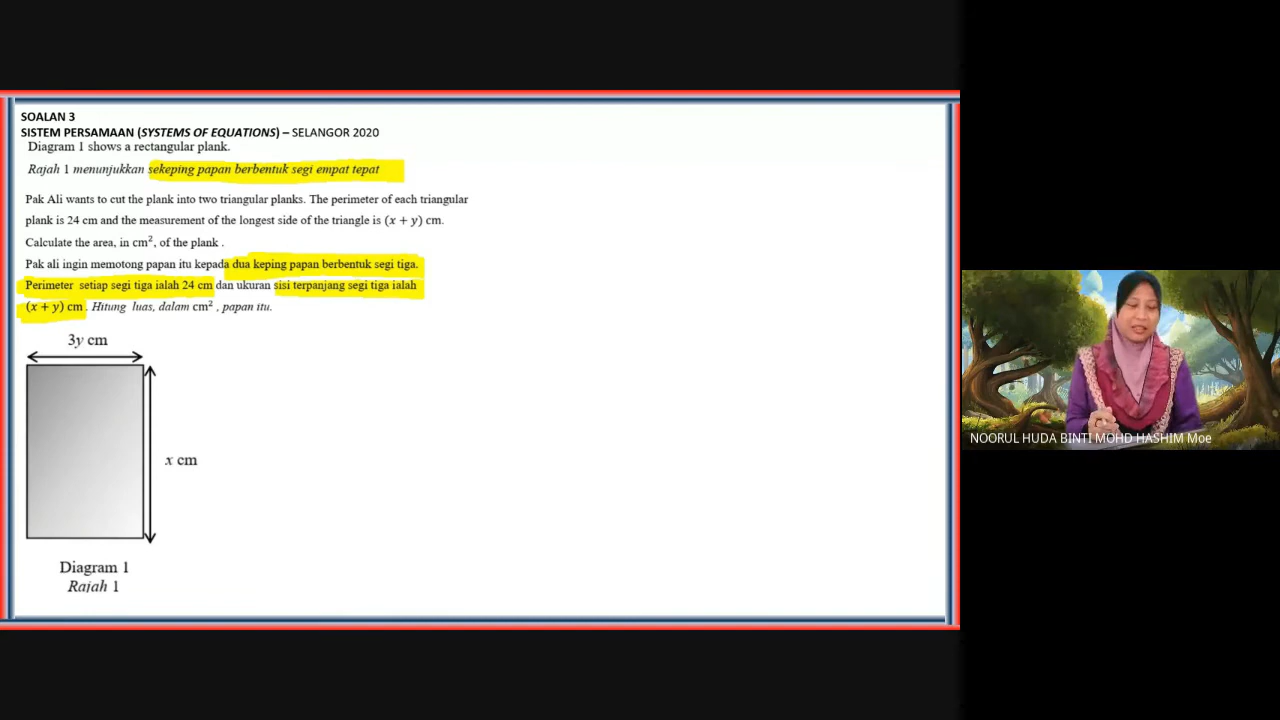 SOALAN 3
SISTEM PERSAMAAN (SYSTEMS OF EQUATIONS) – SELANGOR 2020
Diagram 1 shows a rectangular plank.
Rajah 1 menunjukkan sekeping papan berbentuk segi empat tepat
Pak Ali wants to cut the plank into two triangular planks. The perimeter of each triangular
plank is 24 cm and the measurement of the longest side of the triangle is (x + y) cm.
Calculate the area, in cm², of the plank .
Pak ali ingin memotong papan itu kepada dua keping papan berbentuk segi tiga.
Perimeter setiap segi tiga ialah 24 cm dan ukuran sisi terpanjang segi tiga ialah
(x + y) cm . Hitung luas, dalam cm² , papan itu.
3y cm
x cm
Diagram 1
Rajah 1
NOORUL HUDA BINTI MOHD HASHIM Moe